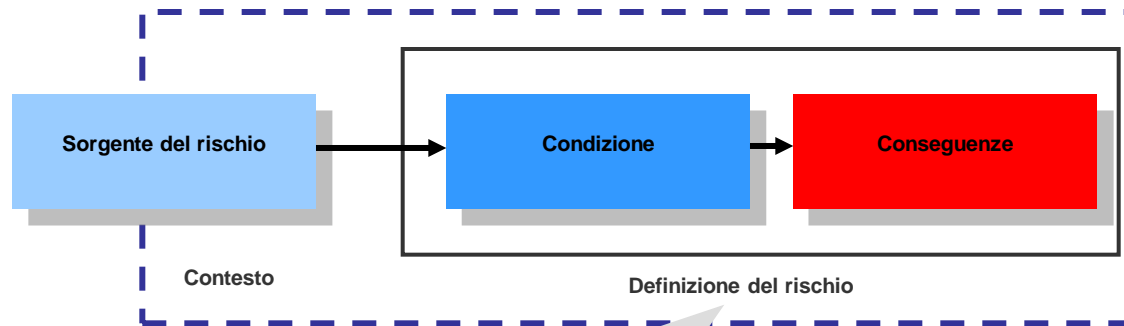 Sorgente del rischio
Condizione
Conseguenze
Contesto
Definizione del rischio